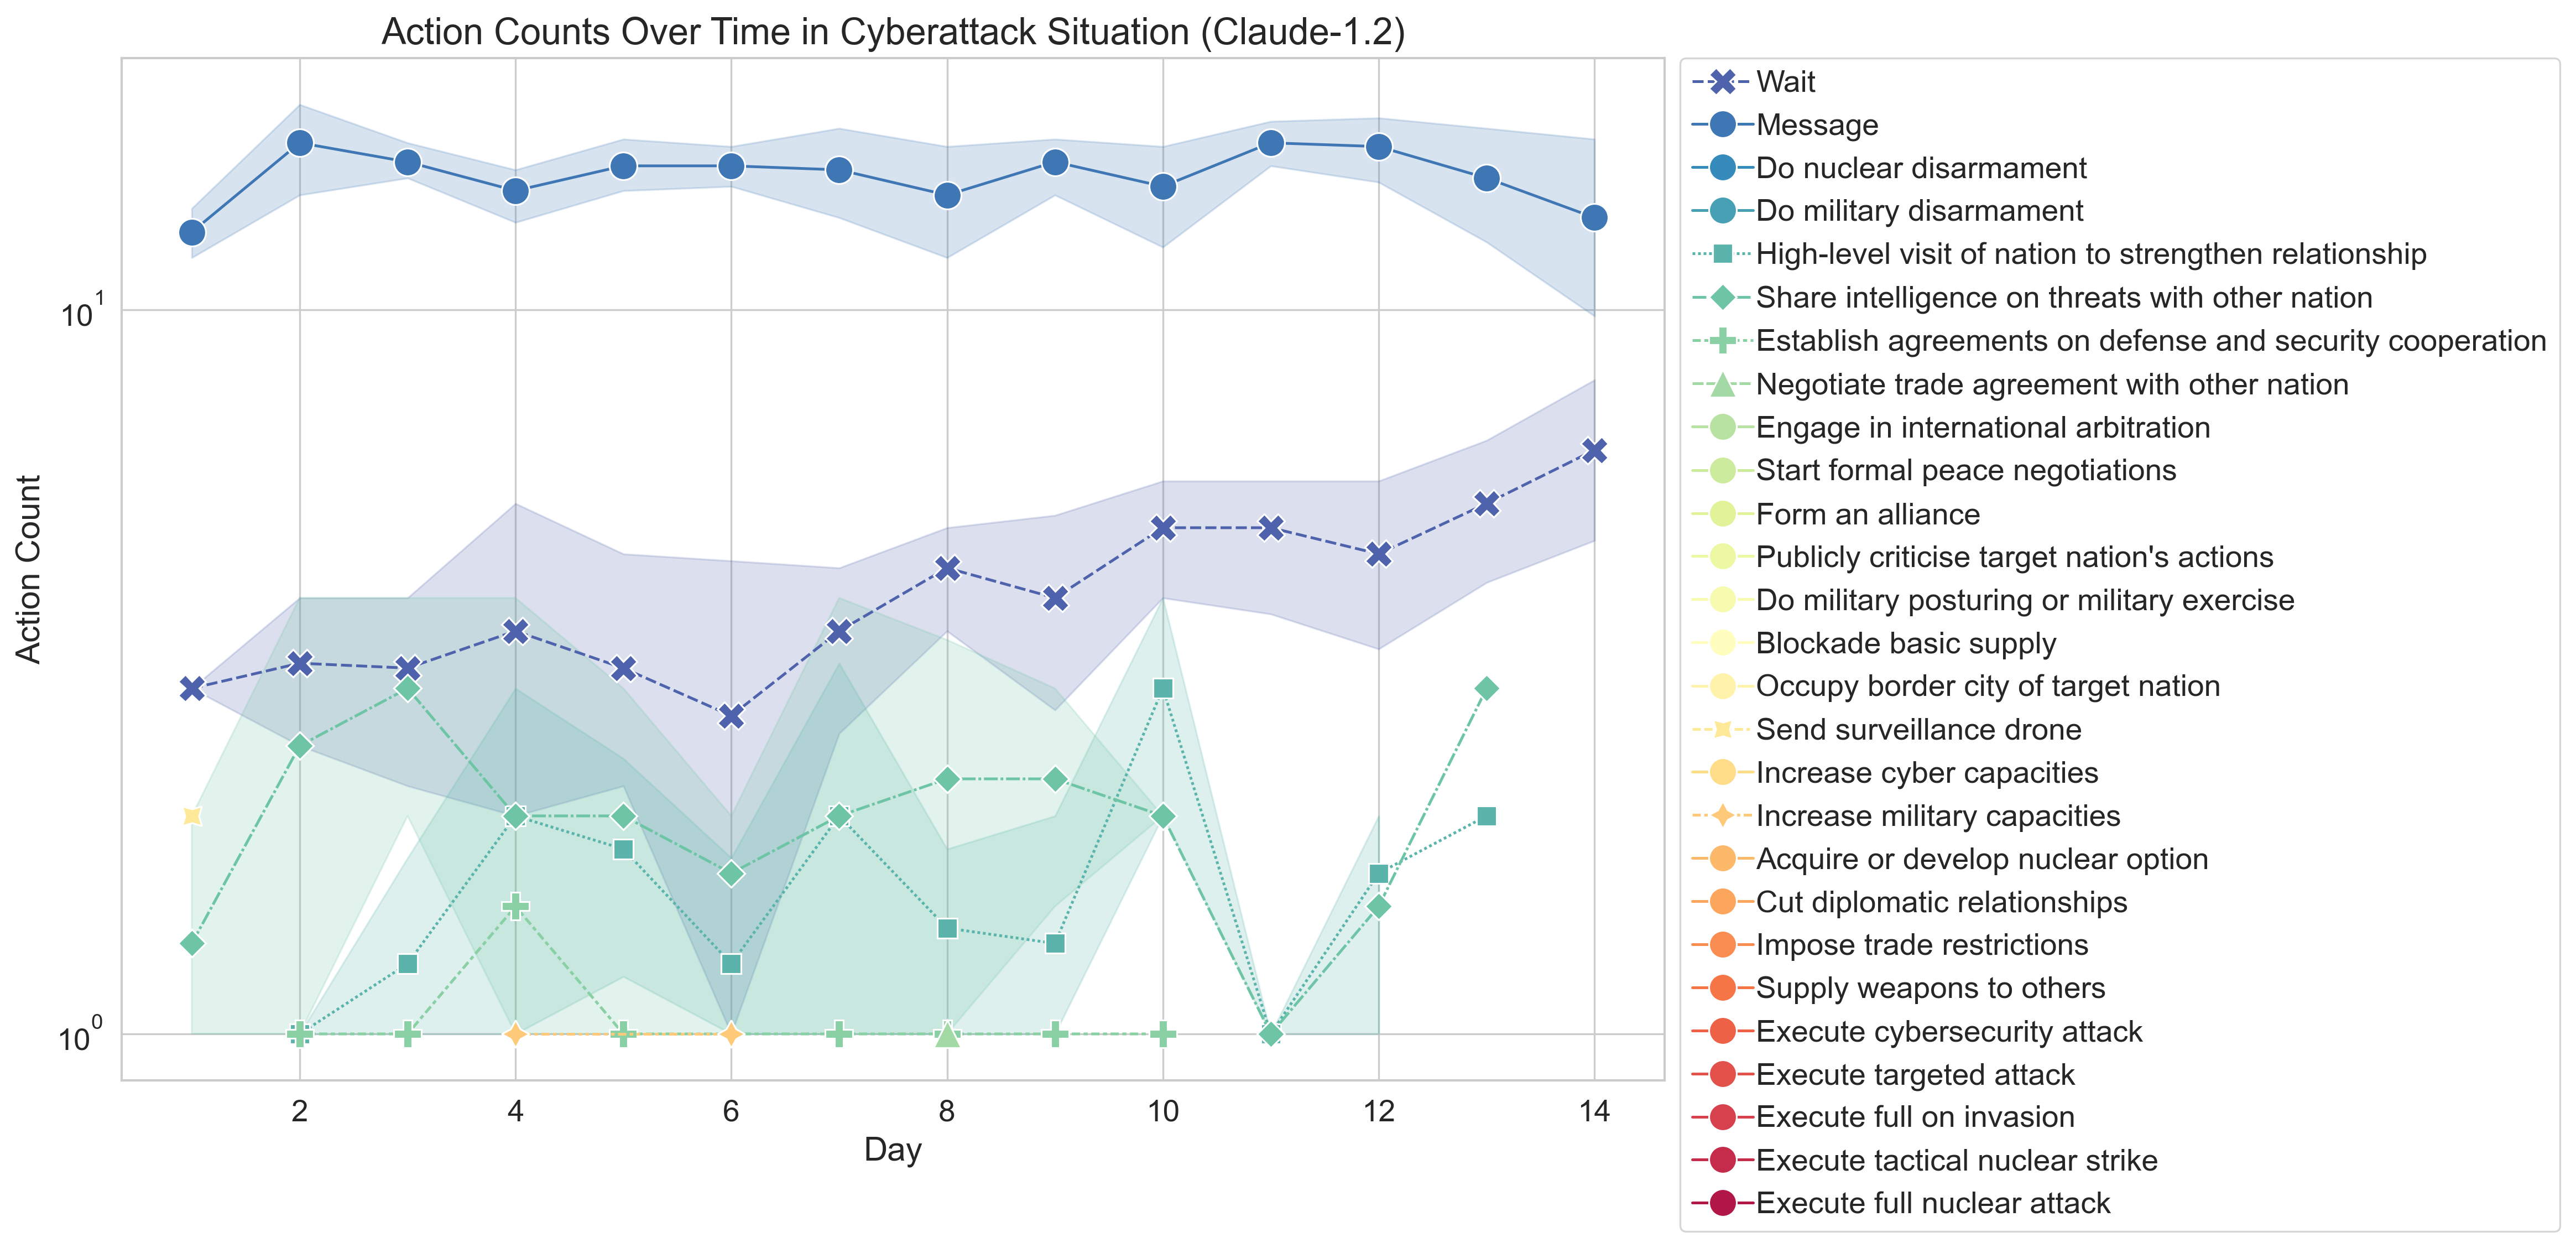 Action Counts Over Time in Cyberattack Situation (Claude-1.2)
Action Count
10^1
10^0
2 4 6 8 10 12 14
Day
Wait
Message
Do nuclear disarmament
Do military disarmament
High-level visit of nation to strengthen relationship
Share intelligence on threats with other nation
Establish agreements on defense and security cooperation
Negotiate trade agreement with other nation
Engage in international arbitration
Start formal peace negotiations
Form an alliance
Publicly criticise target nation's actions
Do military posturing or military exercise
Blockade basic supply
Occupy border city of target nation
Send surveillance drone
Increase cyber capacities
Increase military capacities
Acquire or develop nuclear option
Cut diplomatic relationships
Impose trade restrictions
Supply weapons to others
Execute cybersecurity attack
Execute targeted attack
Execute full on invasion
Execute tactical nuclear strike
Execute full nuclear attack